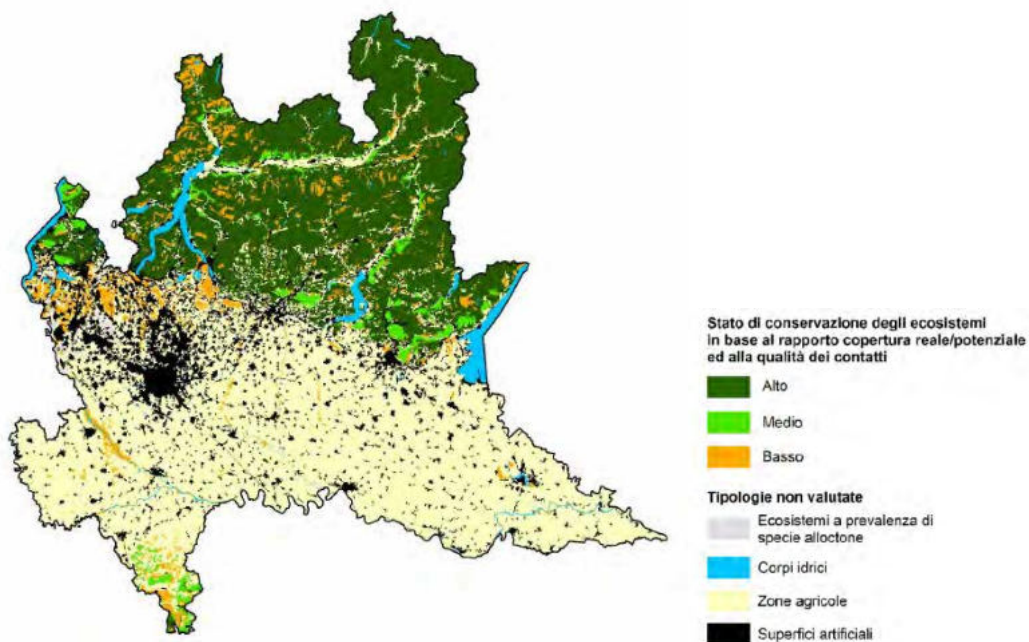 Stato di conservazione degli ecosistemi
in base al rapporto copertura reale/potenziale
ed alla qualità dei contatti
Alto
Medio
Basso
Tipologie non valutate
Ecosistemi a prevalenza di
specie alloctone
Corpi idrici
Zone agricole
Superfici artificiali